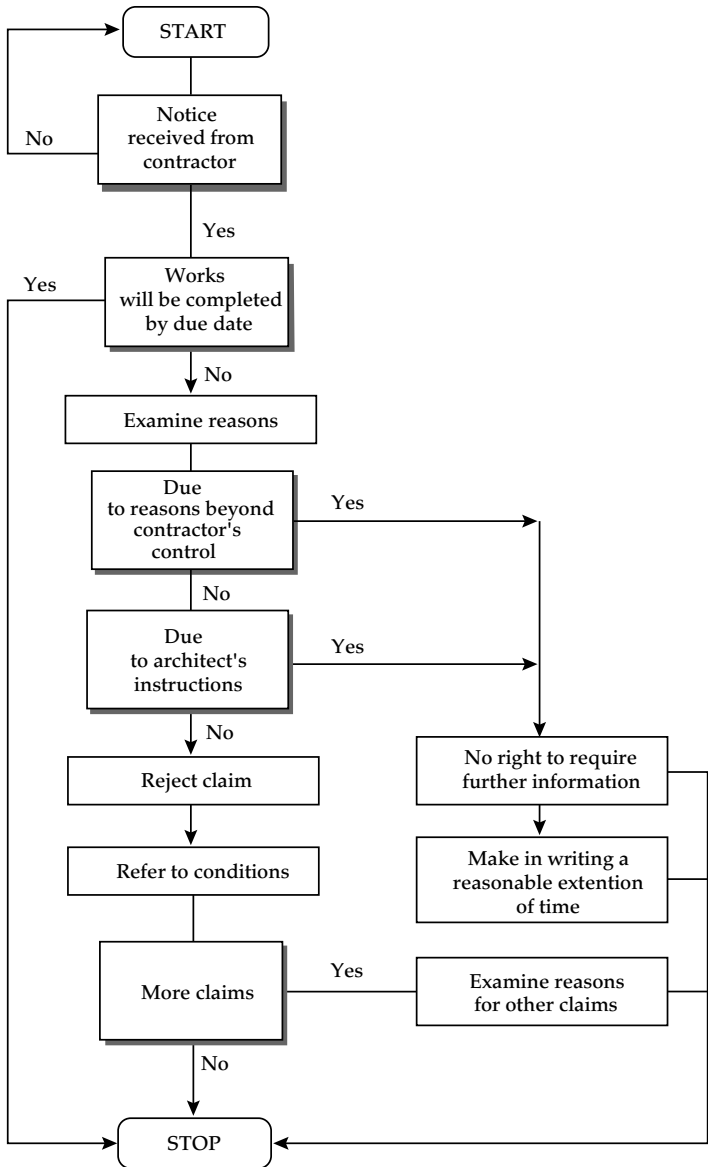 START
Notice
received from
contractor
No
Yes
Works
will be completed
by due date
Yes
No
Examine reasons
Due
to reasons beyond
contractor's
control
Yes
No
Due
to architect's
instructions
Yes
No
No right to require
further information
Reject claim
Make in writing a
reasonable extention
of time
Refer to conditions
More claims
Yes
Examine reasons
for other claims
No
STOP